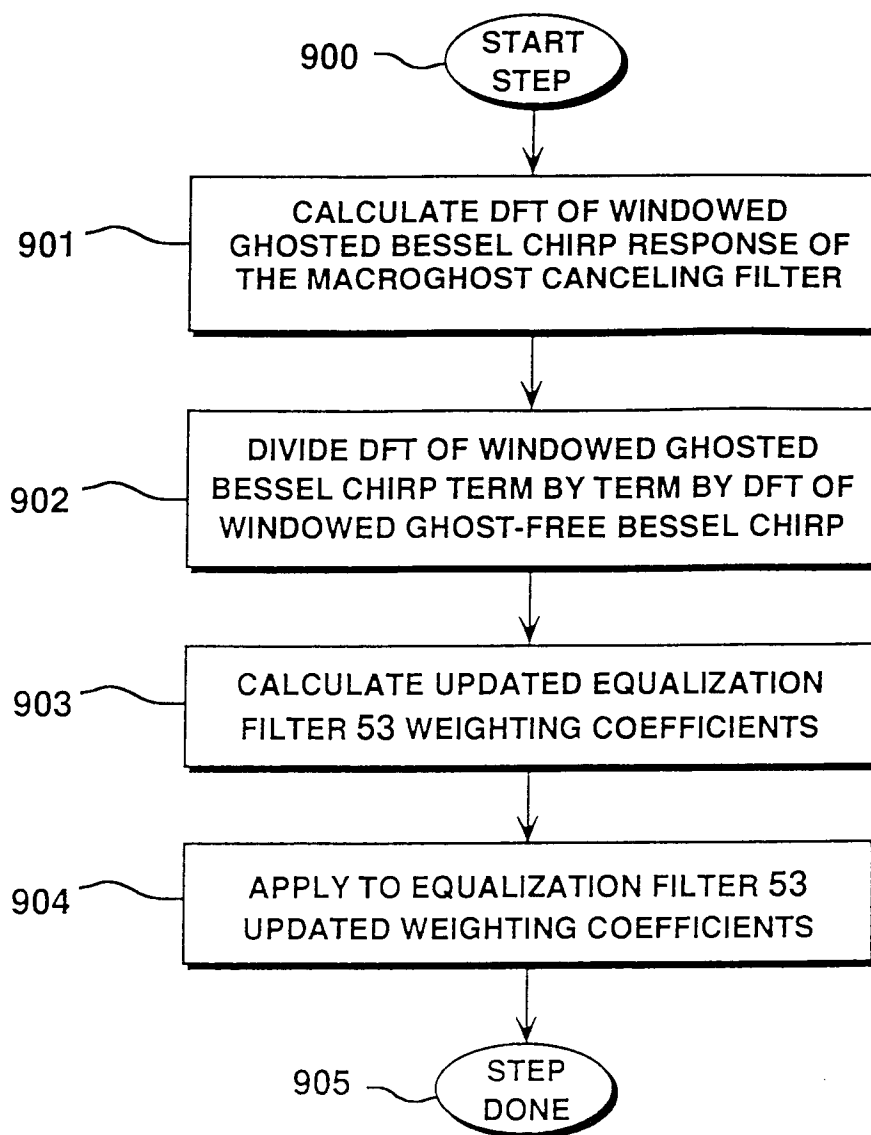 900
START
STEP
901
CALCULATE DFT OF WINDOWED
GHOSTED BESSEL CHIRP RESPONSE OF
THE MACROGHOST CANCELING FILTER
902
DIVIDE DFT OF WINDOWED GHOSTED
BESSEL CHIRP TERM BY TERM BY DFT OF
WINDOWED GHOST-FREE BESSEL CHIRP
903
CALCULATE UPDATED EQUALIZATION
FILTER 53 WEIGHTING COEFFICIENTS
904
APPLY TO EQUALIZATION FILTER 53
UPDATED WEIGHTING COEFFICIENTS
905
STEP
DONE